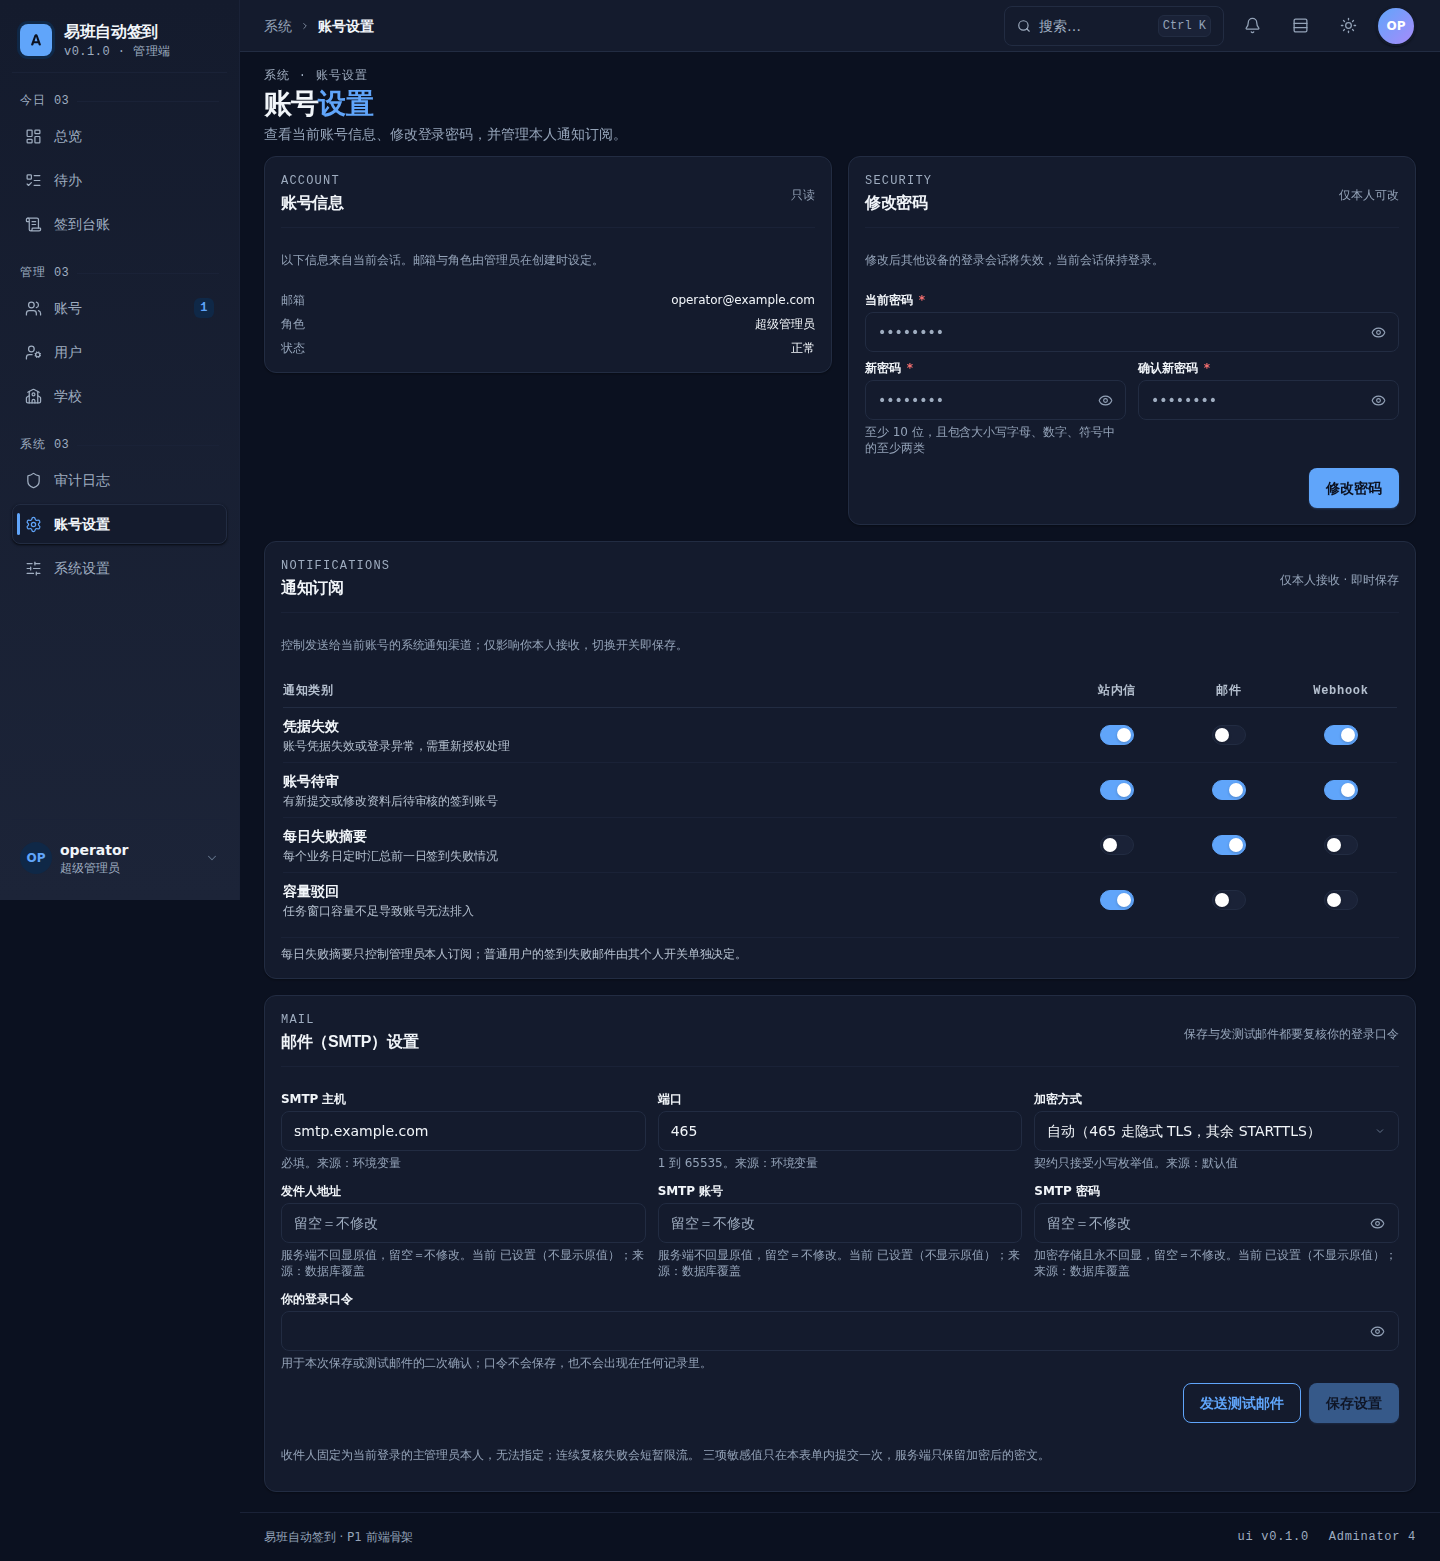 A
易班自动签到
v0.1.0 · 管理端
今日 03
总览
待办
签到台账
管理 03
账号
1
用户
学校
系统 03
审计日志
账号设置
系统设置
OP
operator
超级管理员
系统 › 账号设置
搜索…
Ctrl K
OP
系统 · 账号设置
账号设置
查看当前账号信息、修改登录密码，并管理本人通知订阅。
ACCOUNT
账号信息
只读
以下信息来自当前会话。邮箱与角色由管理员在创建时设定。
邮箱
operator@example.com
角色
超级管理员
状态
正常
SECURITY
修改密码
仅本人可改
修改后其他设备的登录会话将失效，当前会话保持登录。
当前密码 *
••••••••
新密码 *
确认新密码 *
••••••••
••••••••
至少 10 位，且包含大小写字母、数字、符号中
的至少两类
修改密码
NOTIFICATIONS
通知订阅
仅本人接收 · 即时保存
控制发送给当前账号的系统通知渠道；仅影响你本人接收，切换开关即保存。
通知类别
站内信
邮件
Webhook
凭据失效
账号凭据失效或登录异常，需重新授权处理
账号待审
有新提交或修改资料后待审核的签到账号
每日失败摘要
每个业务日定时汇总前一日签到失败情况
容量驳回
任务窗口容量不足导致账号无法排入
每日失败摘要只控制管理员本人订阅；普通用户的签到失败邮件由其个人开关单独决定。
MAIL
邮件（SMTP）设置
保存与发测试邮件都要复核你的登录口令
SMTP 主机
端口
加密方式
smtp.example.com
465
自动（465 走隐式 TLS，其余 STARTTLS）
必填。来源：环境变量
1 到 65535。来源：环境变量
契约只接受小写枚举值。来源：默认值
发件人地址
SMTP 账号
SMTP 密码
留空＝不修改
留空＝不修改
留空＝不修改
服务端不回显原值，留空＝不修改。当前 已设置（不显示原值）；来
源：数据库覆盖
服务端不回显原值，留空＝不修改。当前 已设置（不显示原值）；来
源：数据库覆盖
加密存储且永不回显，留空＝不修改。当前 已设置（不显示原值）；
来源：数据库覆盖
你的登录口令
用于本次保存或测试邮件的二次确认；口令不会保存，也不会出现在任何记录里。
发送测试邮件
保存设置
收件人固定为当前登录的主管理员本人，无法指定；连续复核失败会短暂限流。 三项敏感值只在本表单内提交一次，服务端只保留加密后的密文。
易班自动签到 · P1 前端骨架
ui v0.1.0
Adminator 4